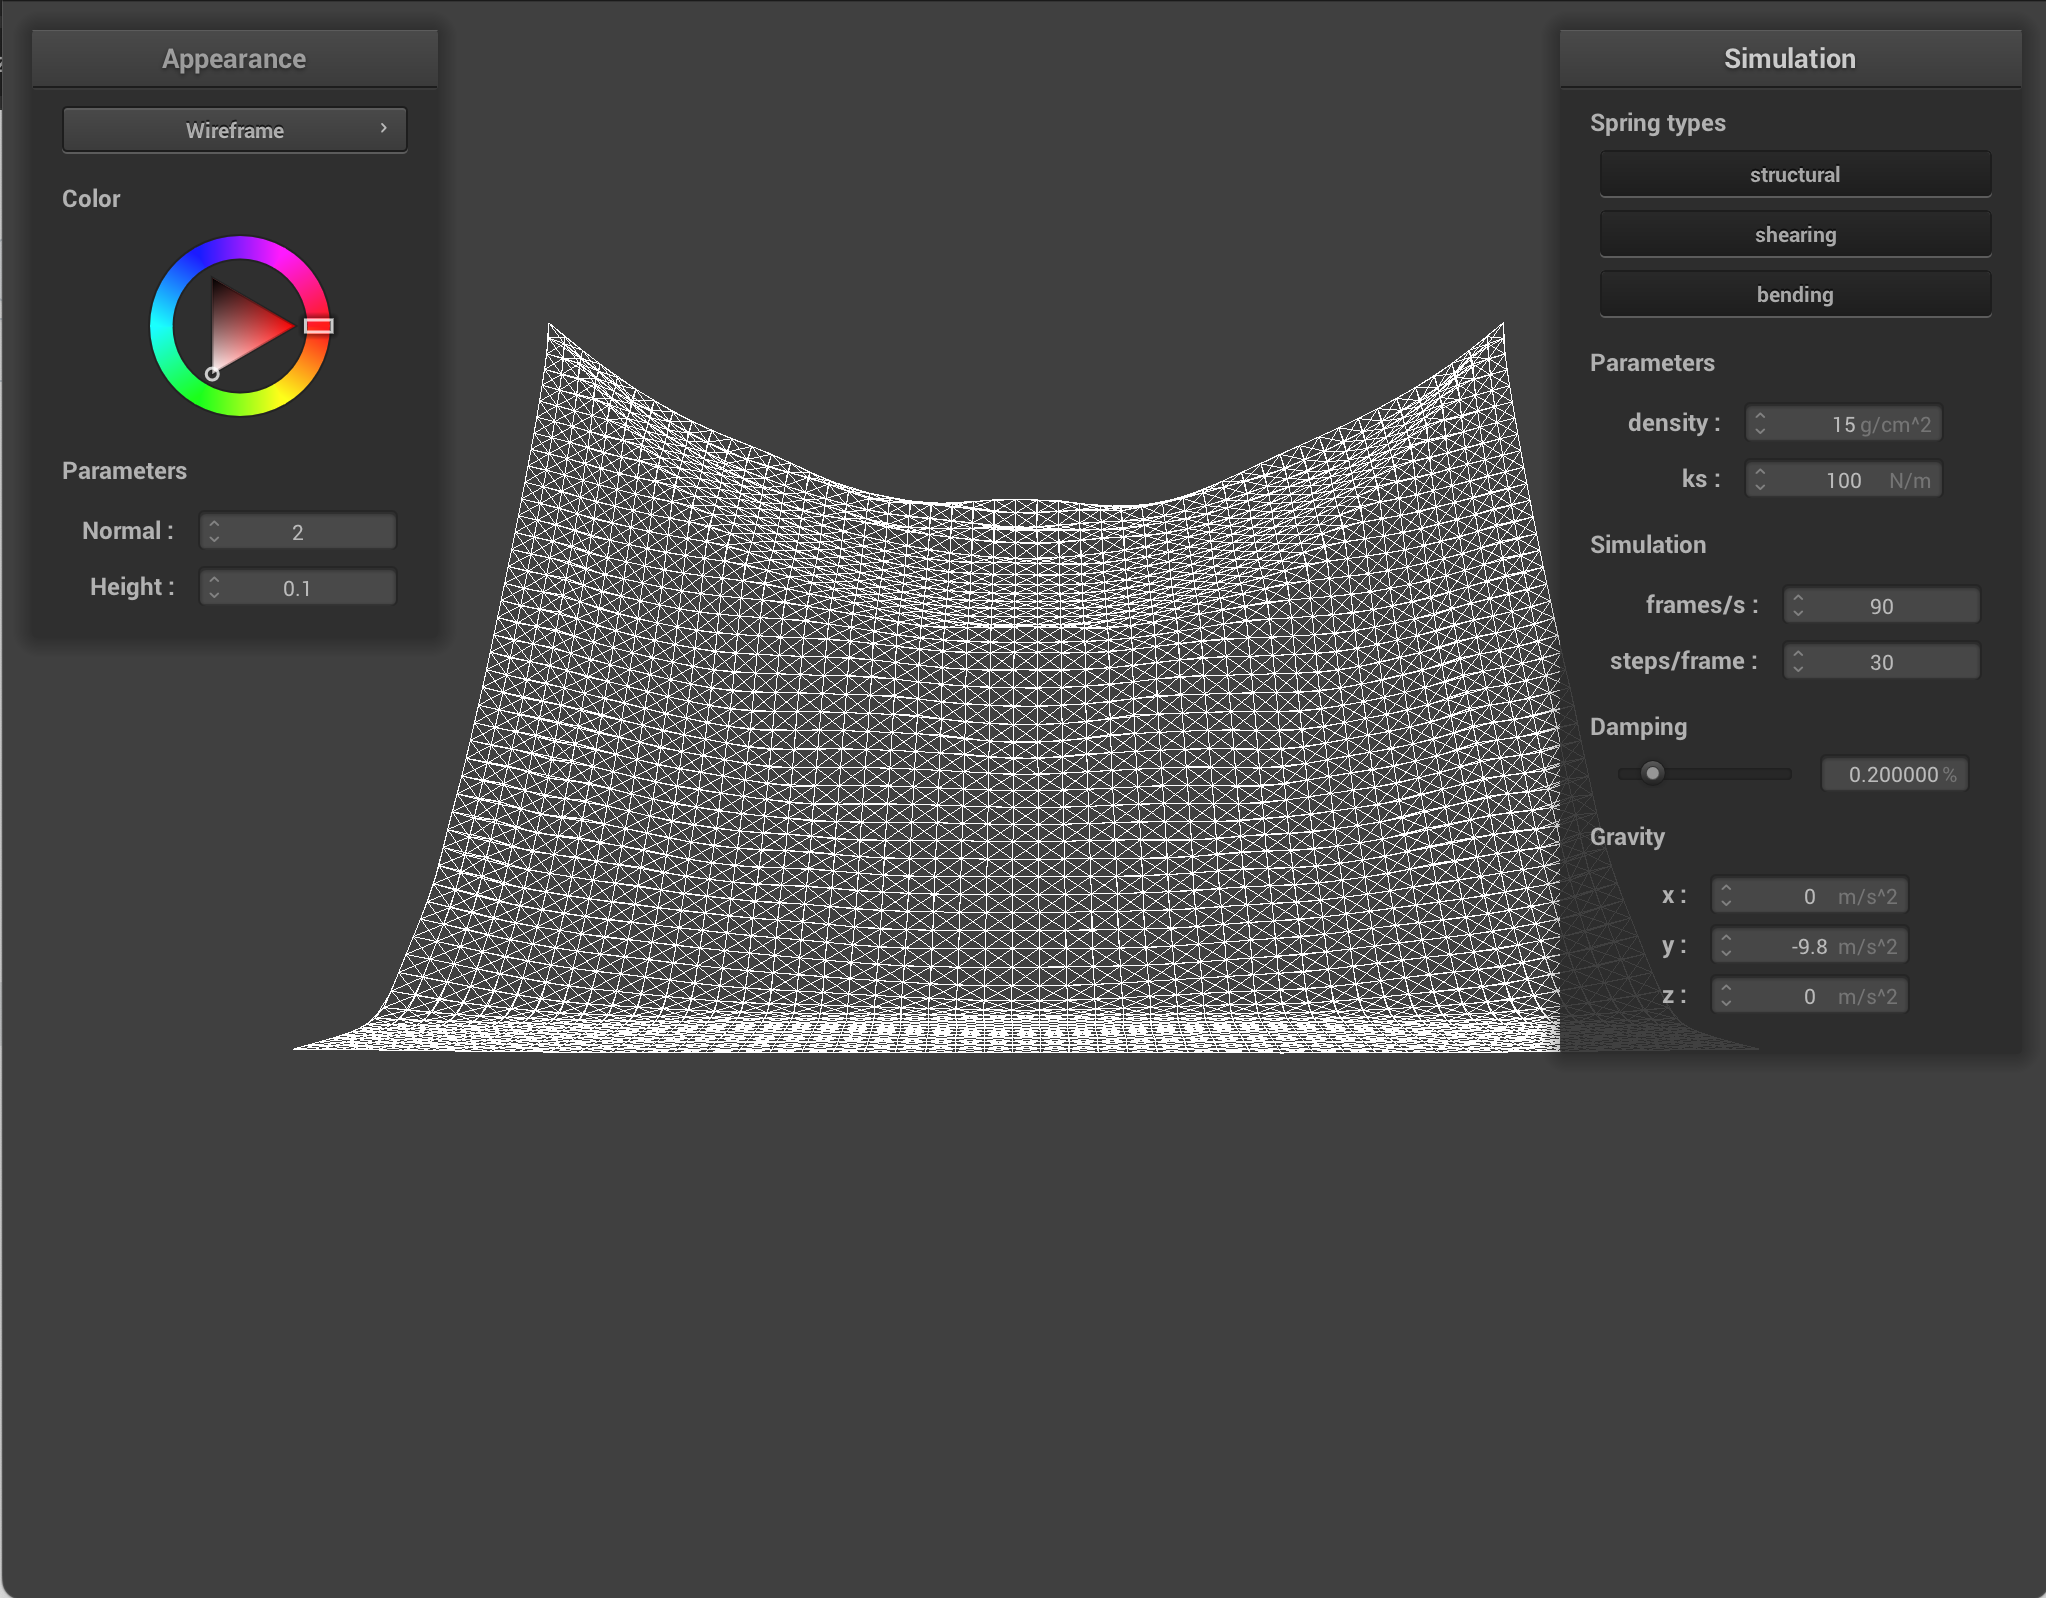 Appearance
Wireframe
Color
Parameters
Normal : 2
Height : 0.1
Simulation
Spring types
structural
shearing
bending
Parameters
density : 15 g/cm^2
ks : 100 N/m
Simulation
frames/s : 90
steps/frame : 30
Damping
0.200000 %
Gravity
x : 0 m/s^2
y : -9.8 m/s^2
z : 0 m/s^2